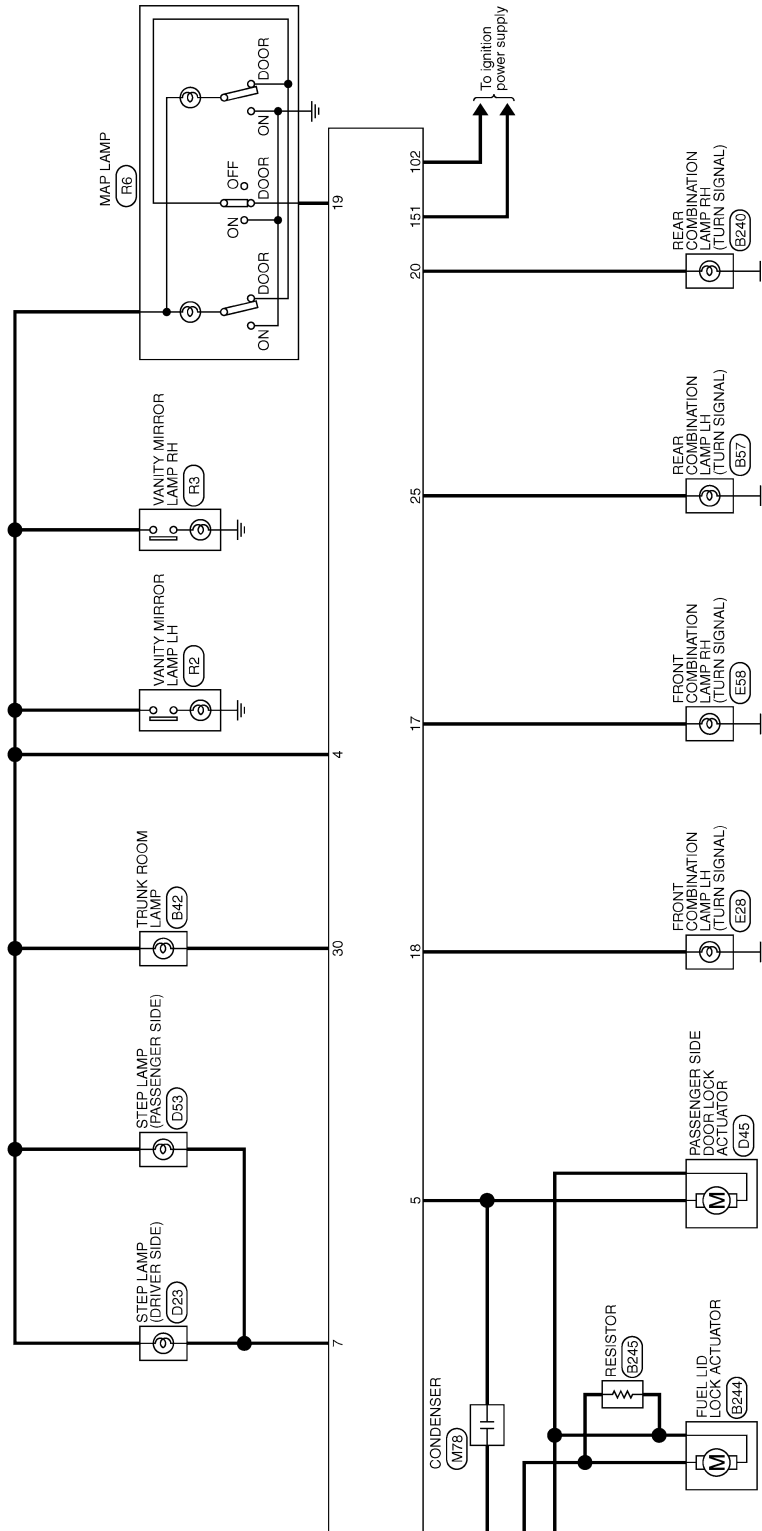 To ignition
power supply
MAP LAMP
R6
DOOR
ON
OFF
DOOR
ON
DOOR
ON
19
102
151
20
REAR
COMBINATION
LAMP RH
(TURN SIGNAL)
B240
VANITY MIRROR
LAMP RH
R3
25
REAR
COMBINATION
LAMP LH
(TURN SIGNAL)
B57
VANITY MIRROR
LAMP LH
R2
4
17
FRONT
COMBINATION
LAMP RH
(TURN SIGNAL)
E58
TRUNK ROOM
LAMP
B42
30
18
FRONT
COMBINATION
LAMP LH
(TURN SIGNAL)
E28
STEP LAMP
(PASSENGER SIDE)
D53
5
PASSENGER SIDE
DOOR LOCK
ACTUATOR
D45
STEP LAMP
(DRIVER SIDE)
D23
7
CONDENSER
M78
RESISTOR
B245
FUEL LID
LOCK ACTUATOR
B244
M
M